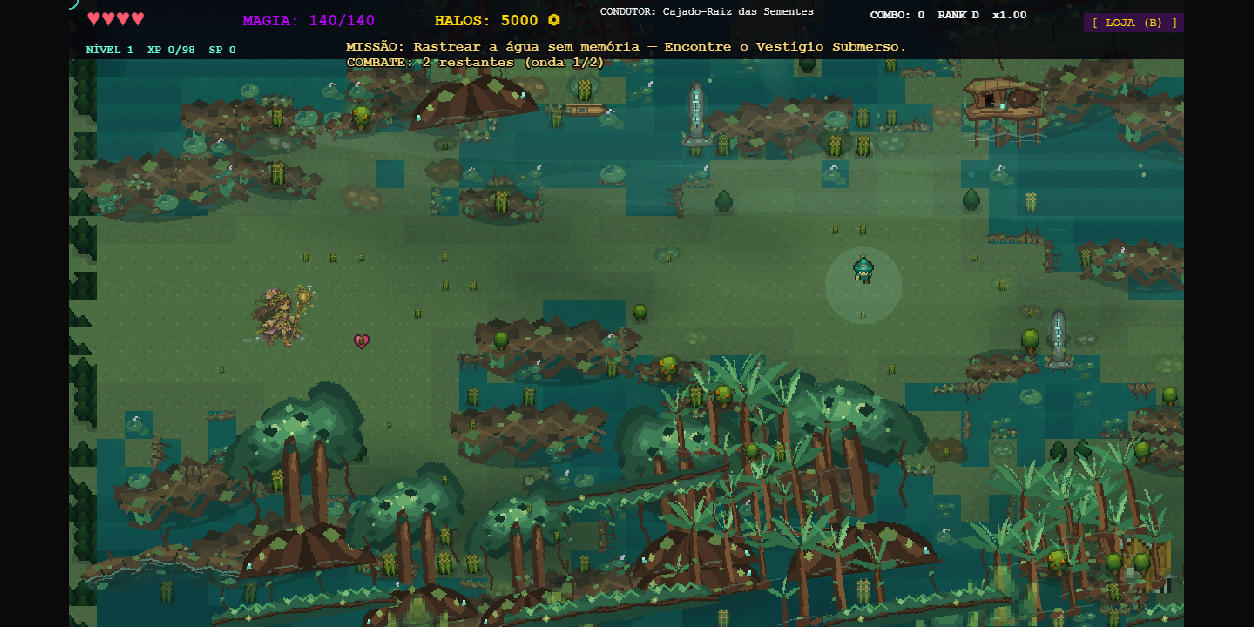 MAGIA: 140/140
HALOS: 5000
CONDUTOR: Cajado-Raiz das Sementes
COMBO: 0 RANK D x1.00
[ LOJA (B) ]
NÍVEL 1 XP 0/98 SP 0
MISSÃO: Rastrear a água sem memória — Encontre o Vestígio Submerso.
COMBATE: 2 restantes (onda 1/2)